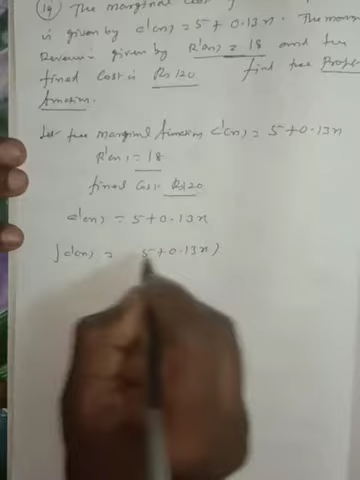 (19) The marginal cost
is given by c'(x) = 5 + 0.13x. The
Revenue given by R'(x) = 18 and the
fixed Cost is Rs 120 find the
function.
Let the marginal function c'(x) = 5 + 0.13x
R'(x) = 18
fixed Cost Rs 120
c'(x) = 5 + 0.13x
∫ c'(x) = 5 + 0.13x)